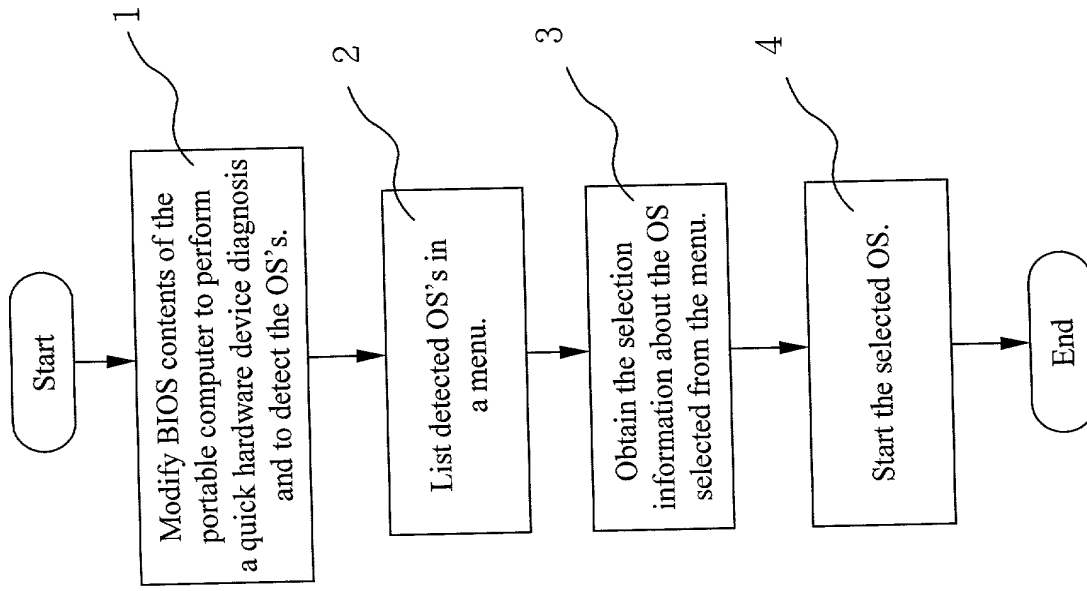 Start
1
Modify BIOS contents of the
portable computer to perform
a quick hardware device diagnosis
and to detect the OS's.
2
List detected OS's in
a menu.
3
Obtain the selection
information about the OS
selected from the menu.
4
Start the selected OS.
End